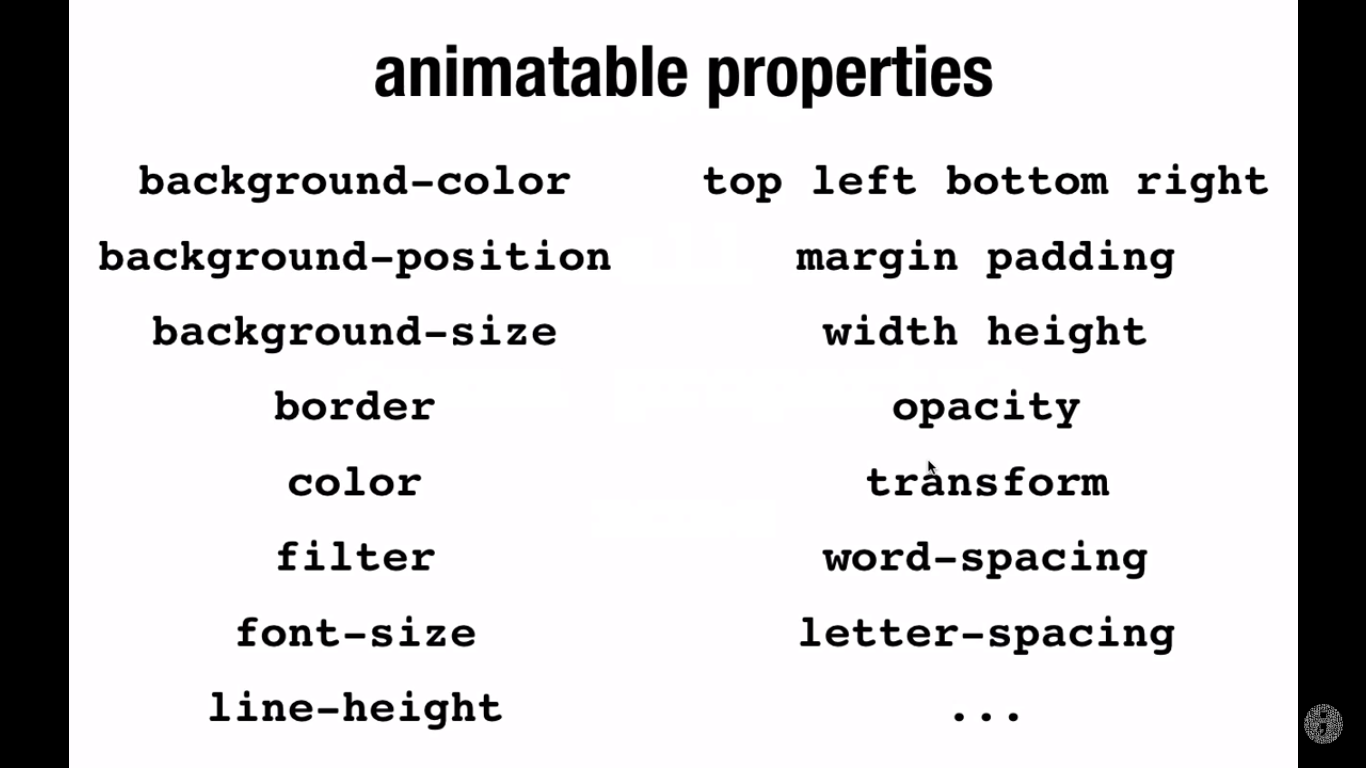 animatable properties
background-color
background-position
background-size
border
color
filter
font-size
line-height
top left bottom right
margin padding
width height
opacity
transform
word-spacing
letter-spacing
...